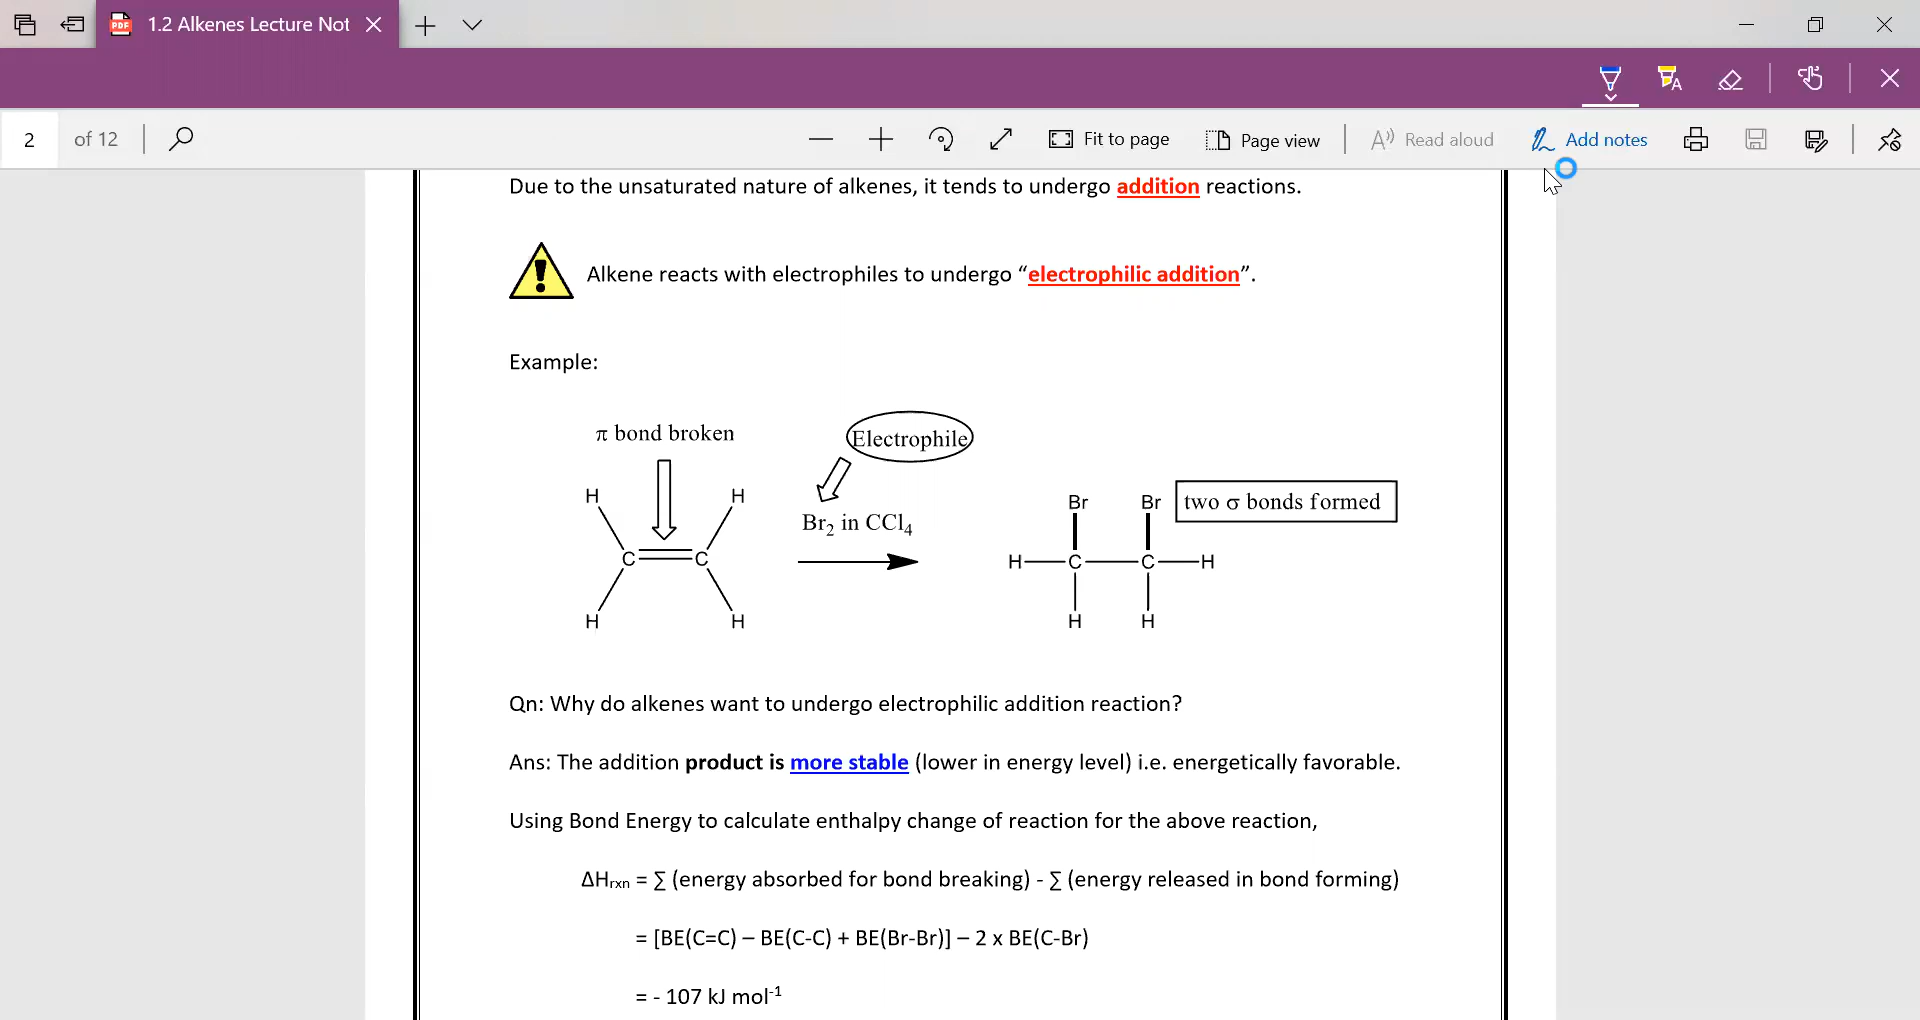 1.2 Alkenes Lecture Not
2 of 12
Fit to page
Page view
Read aloud
Add notes
Due to the unsaturated nature of alkenes, it tends to undergo addition reactions.
Alkene reacts with electrophiles to undergo “electrophilic addition”.
Example:
π bond broken
Electrophile
H H
Br₂ in CCl₄
C C
H H
Br Br two σ bonds formed
H C C H
H H
Qn: Why do alkenes want to undergo electrophilic addition reaction?
Ans: The addition product is more stable (lower in energy level) i.e. energetically favorable.
Using Bond Energy to calculate enthalpy change of reaction for the above reaction,
ΔHrxn = ∑ (energy absorbed for bond breaking) - ∑ (energy released in bond forming)
= [BE(C=C) – BE(C-C) + BE(Br-Br)] – 2 x BE(C-Br)
= - 107 kJ mol⁻¹